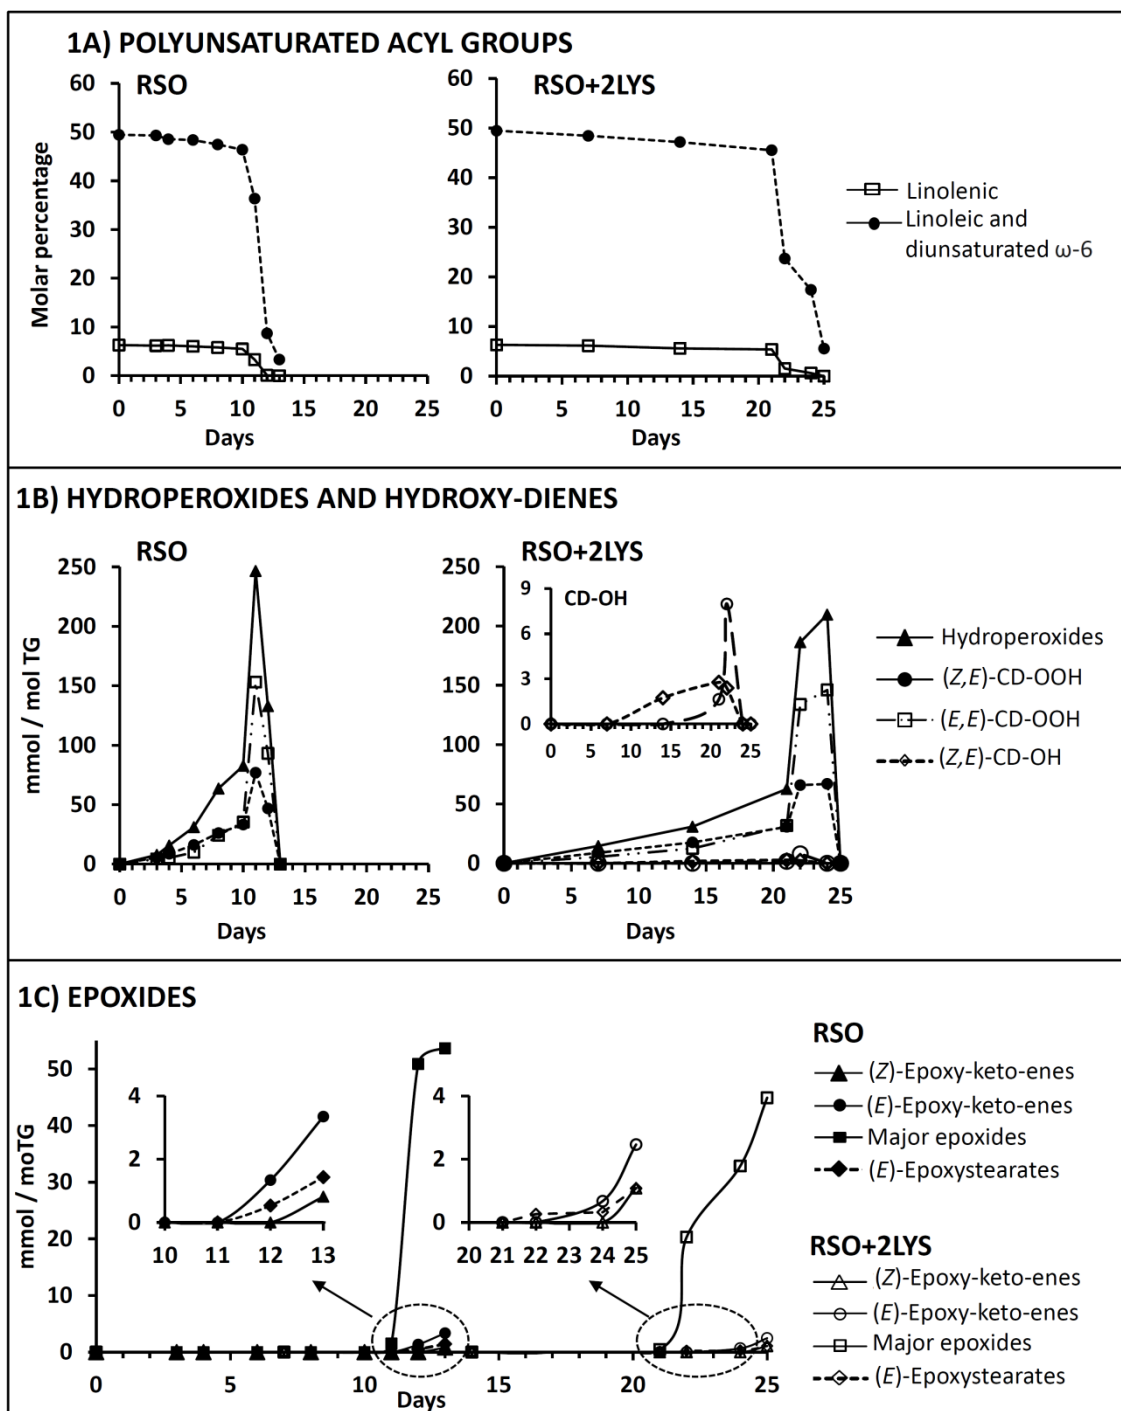 1A) POLYUNSATURATED ACYL GROUPS
RSO
RSO+2LYS
Molar percentage
60
50
40
30
20
10
0
0 5 10 15 20 25
Days
60
50
40
30
20
10
0
0 5 10 15 20 25
Days
Linolenic
Linoleic and
diunsaturated ω-6
1B) HYDROPEROXIDES AND HYDROXY-DIENES
RSO
RSO+2LYS
mmol / mol TG
250
200
150
100
50
0
0 5 10 15 20 25
Days
250
200
150
100
50
0
0 5 10 15 20 25
Days
CD-OH
9
6
3
0
0 5 10 15 20 25
Hydroperoxides
(Z,E)-CD-OOH
(E,E)-CD-OOH
(Z,E)-CD-OH
1C) EPOXIDES
mmol / moTG
50
40
30
20
10
0
0 5 10 15 20 25
Days
4
2
0
10 11 12 13
4
2
0
20 21 22 23 24 25
RSO
(Z)-Epoxy-keto-enes
(E)-Epoxy-keto-enes
Major epoxides
(E)-Epoxystearates
RSO+2LYS
(Z)-Epoxy-keto-enes
(E)-Epoxy-keto-enes
Major epoxides
(E)-Epoxystearates